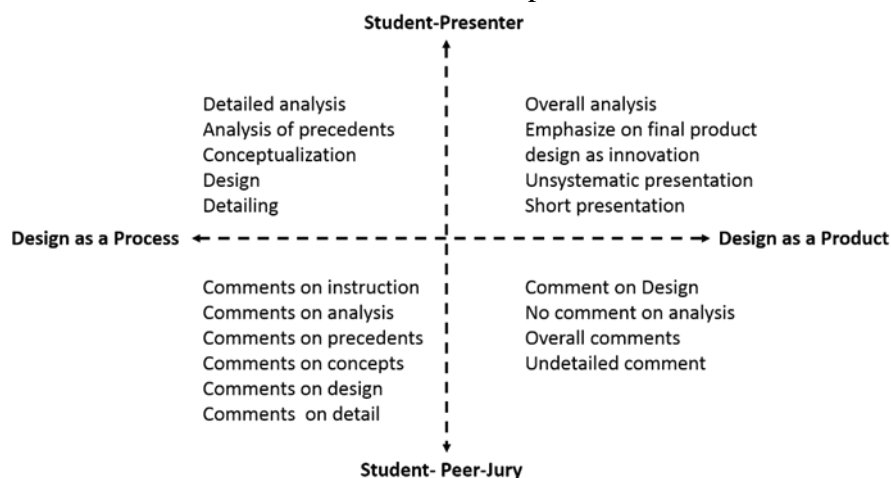 Student-Presenter
Detailed analysis
Analysis of precedents
Conceptualization
Design
Detailing
Overall analysis
Emphasize on final product
design as innovation
Unsystematic presentation
Short presentation
Design as a Process
Design as a Product
Comments on instruction
Comments on analysis
Comments on precedents
Comments on concepts
Comments on design
Comments on detail
Comment on Design
No comment on analysis
Overall comments
Undetailed comment
Student- Peer-Jury